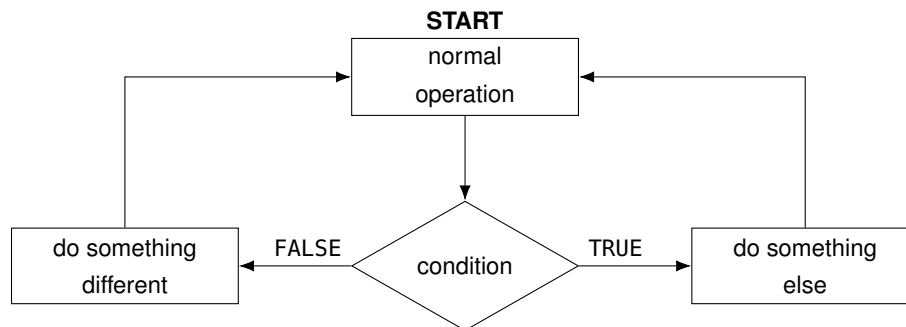 START
normal
operation
do something
different
FALSE
condition
TRUE
do something
else